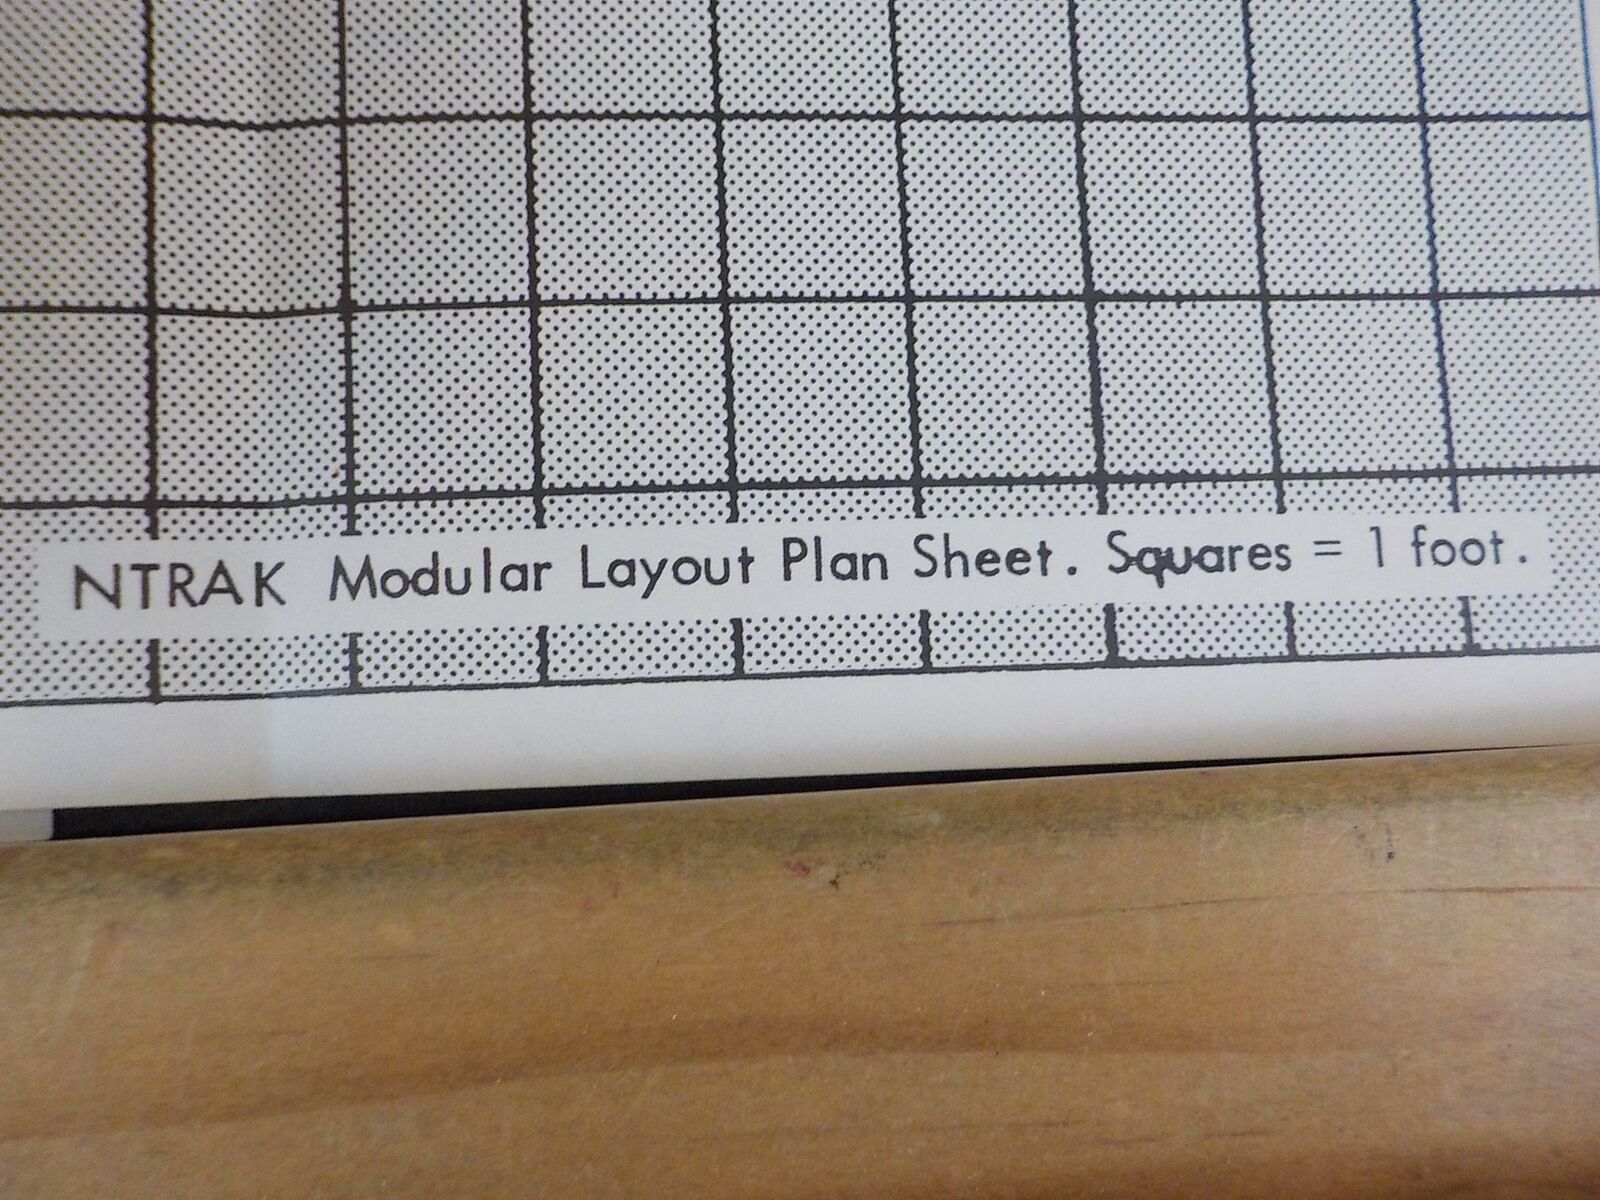 NTRAK Modular Layout Plan Sheet. Squares = 1 foot.